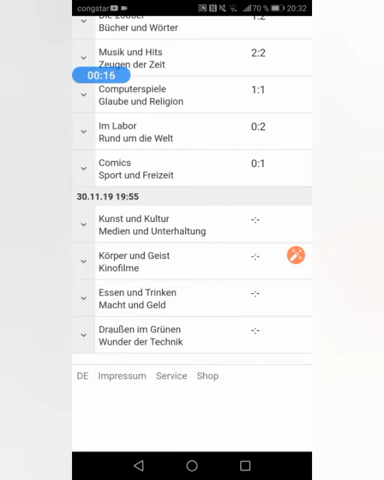 congstar 70 % 20:32
Die Zooder 1:2
Bücher und Wörter
Musik und Hits 2:2
Zeugen der Zeit
00:16
Computerspiele 1:1
Glaube und Religion
Im Labor 0:2
Rund um die Welt
Comics 0:1
Sport und Freizeit
30.11.19 19:55
Kunst und Kultur -:-
Medien und Unterhaltung
Körper und Geist -:-
Kinofilme
Essen und Trinken -:-
Macht und Geld
Draußen im Grünen -:-
Wunder der Technik
DE Impressum Service Shop